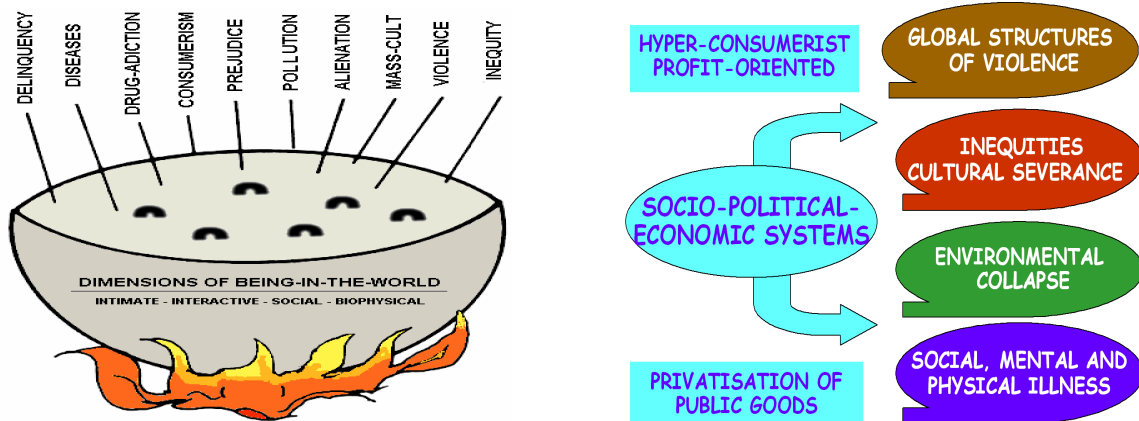 DELINQUENCY
DISEASES
DRUG-ADICTION
CONSUMERISM
PREJUDICE
POLLUTION
ALIENATION
MASS-CULT
VIOLENCE
INEQUITY
DIMENSIONS OF BEING-IN-THE-WORLD
INTIMATE - INTERACTIVE - SOCIAL - BIOPHYSICAL
HYPER-CONSUMERIST
PROFIT-ORIENTED
SOCIO-POLITICAL-
ECONOMIC SYSTEMS
PRIVATISATION OF
PUBLIC GOODS
GLOBAL STRUCTURES
OF VIOLENCE
INEQUITIES
CULTURAL SEVERANCE
ENVIRONMENTAL
COLLAPSE
SOCIAL, MENTAL AND
PHYSICAL ILLNESS